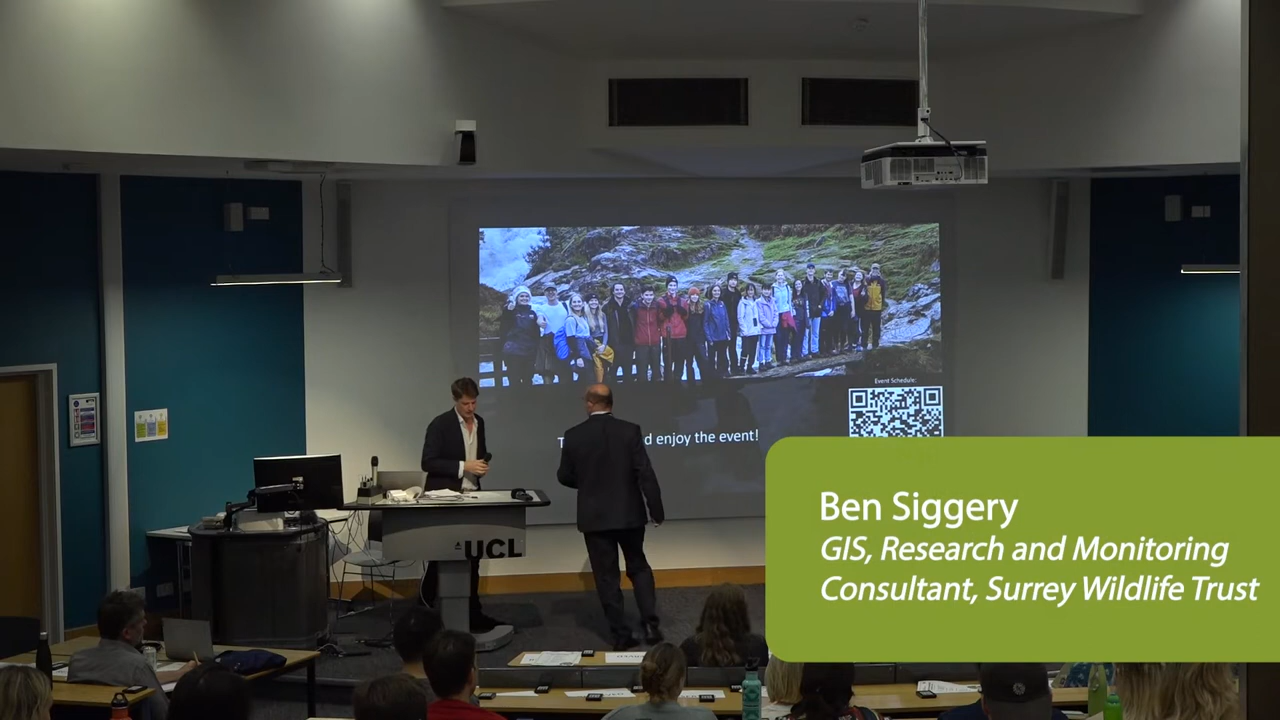 Event Schedule:
d enjoy the event!
UCL
Ben Siggery
GIS, Research and Monitoring
Consultant, Surrey Wildlife Trust